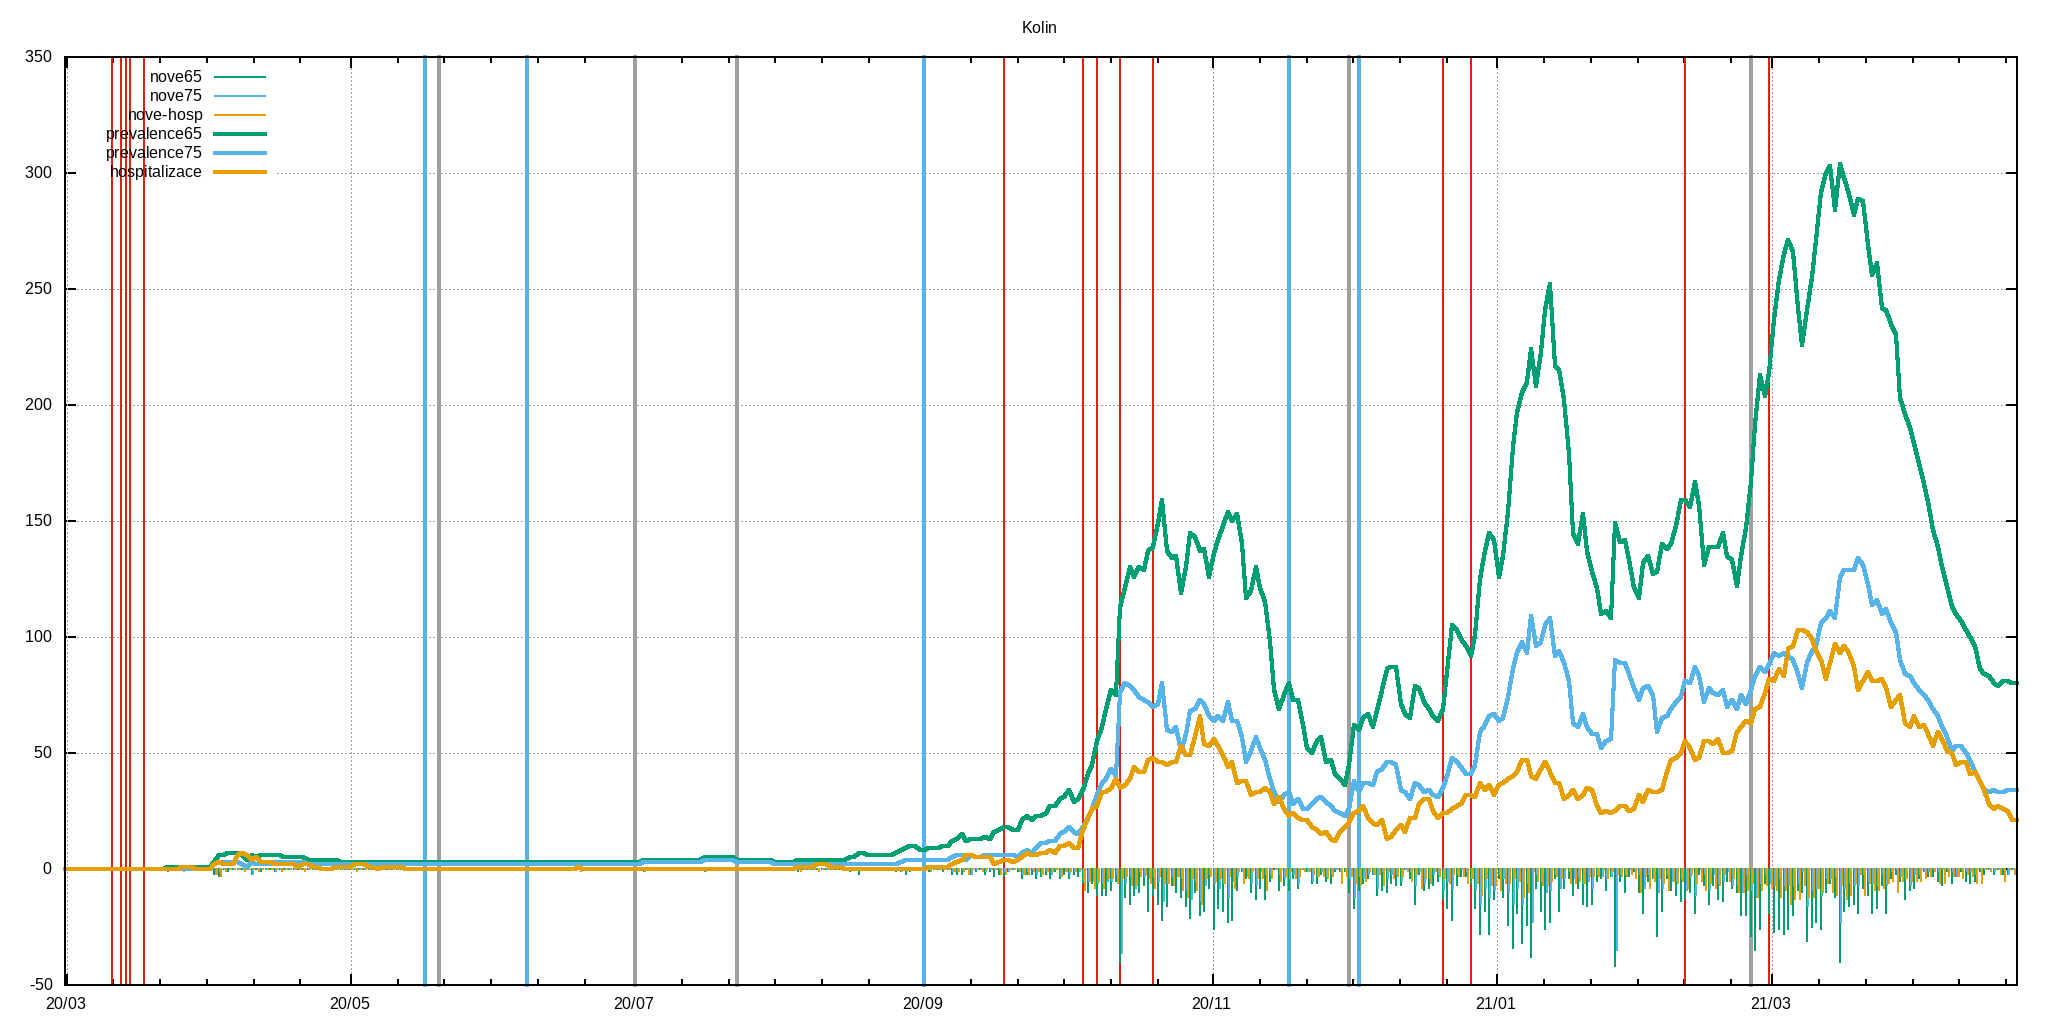 Kolin
350
300
250
200
150
100
50
0
-50
nove65
nove75
nove-hosp
prevalence65
prevalence75
hospitalizace
20/03 20/05 20/07 20/09 20/11 21/01 21/03